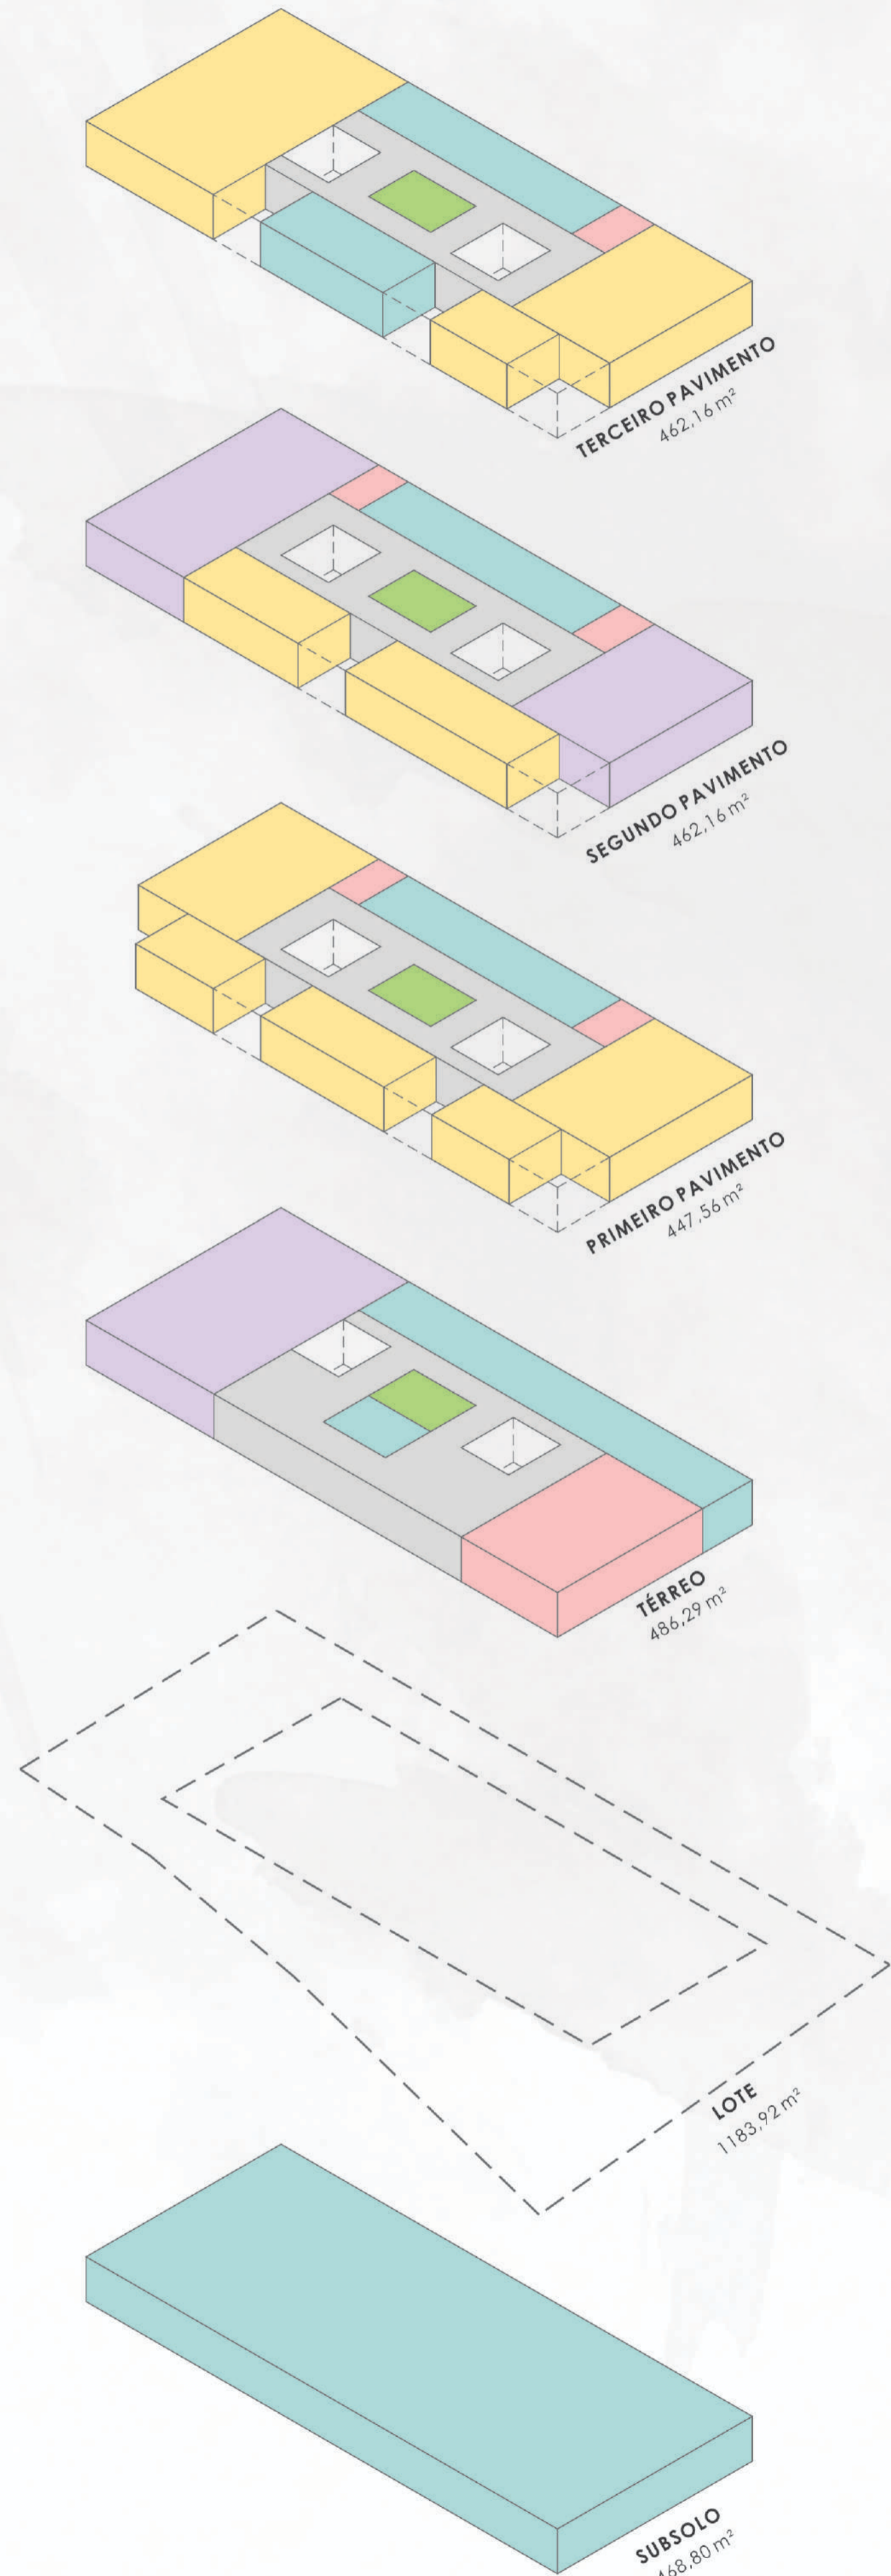 TERCEIRO PAVIMENTO
462,16 m²
SEGUNDO PAVIMENTO
462,16 m²
PRIMEIRO PAVIMENTO
447,56 m²
TÉRREO
486,29 m²
LOTE
1183,92 m²
SUBSOLO